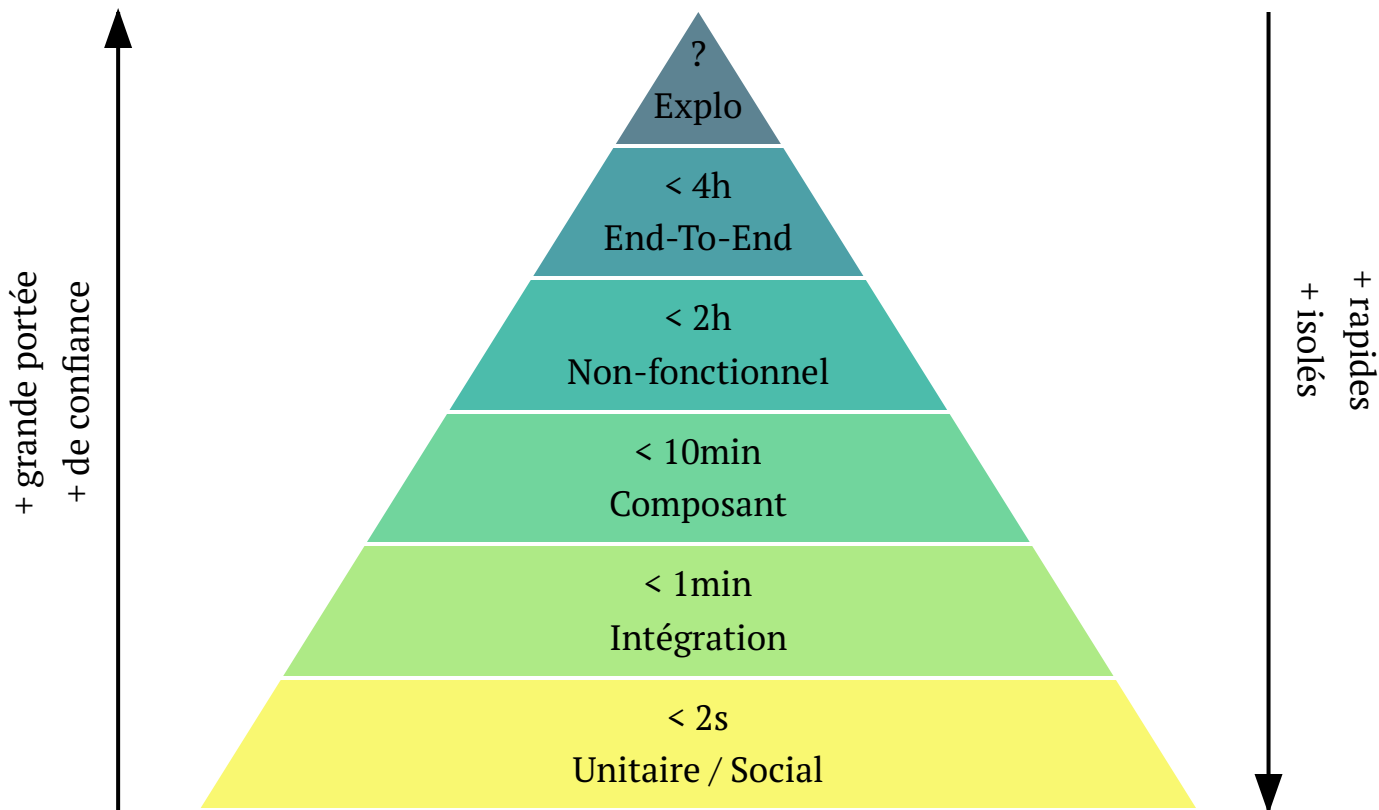 + grande portée
+ de confiance
?
Explo
< 4h
End-To-End
< 2h
Non-fonctionnel
< 10min
Composant
< 1min
Intégration
< 2s
Unitaire / Social
+ rapides
+ isolés